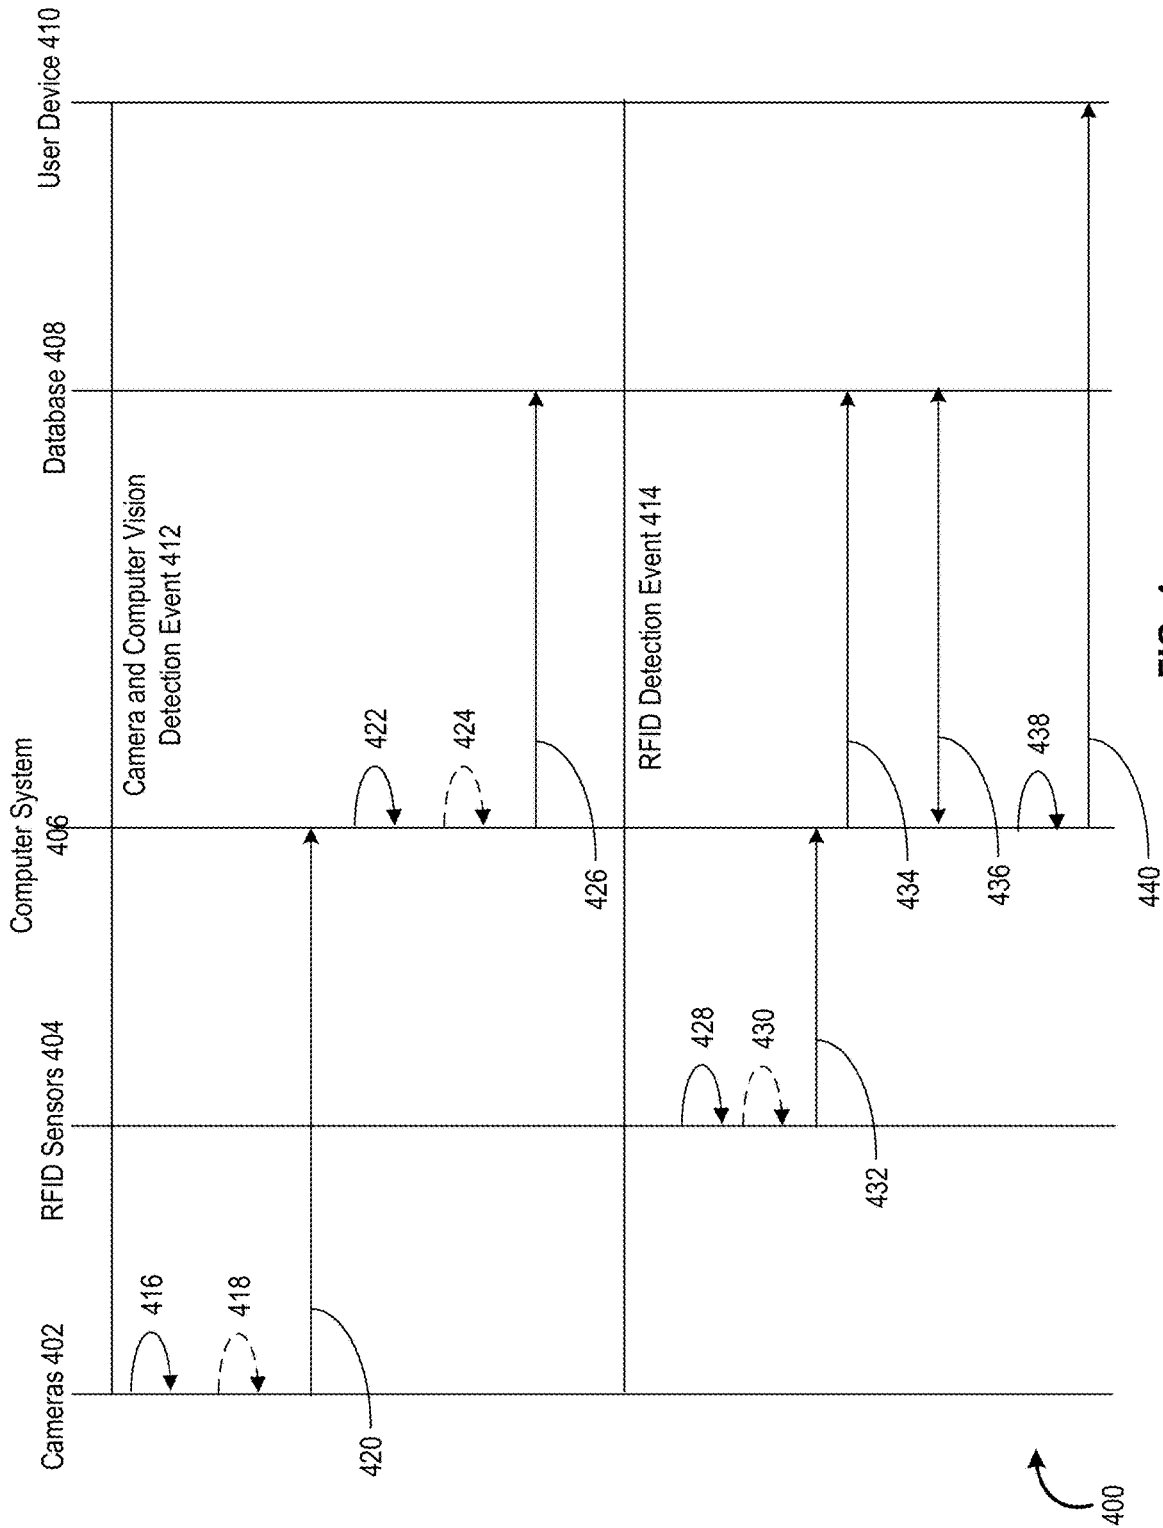 Cameras 402
RFID Sensors 404
Computer System
406
Database 408
User Device 410
Camera and Computer Vision
Detection Event 412
416
418
420
422
424
426
RFID Detection Event 414
428
430
432
434
436
438
440
400